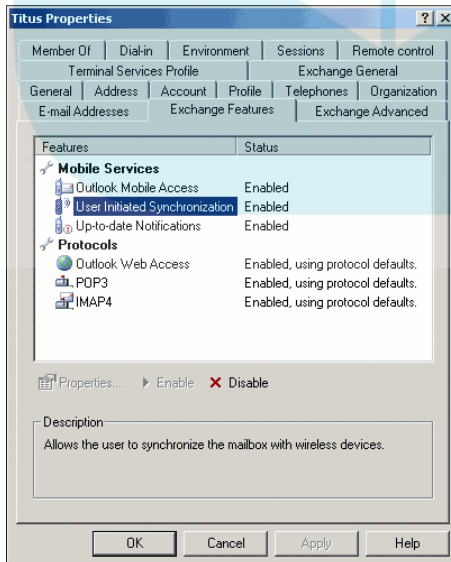 Titus Properties
Member Of Dial-in Environment Sessions Remote control
Terminal Services Profile Exchange General
General Address Account Profile Telephones Organization
E-mail Addresses Exchange Features Exchange Advanced
Features Status
Mobile Services
Outlook Mobile Access Enabled
User Initiated Synchronization Enabled
Up-to-date Notifications Enabled
Protocols
Outlook Web Access Enabled, using protocol defaults.
POP3 Enabled, using protocol defaults.
IMAP4 Enabled, using protocol defaults.
Properties... Enable Disable
Description
Allows the user to synchronize the mailbox with wireless devices.
OK Cancel Apply Help